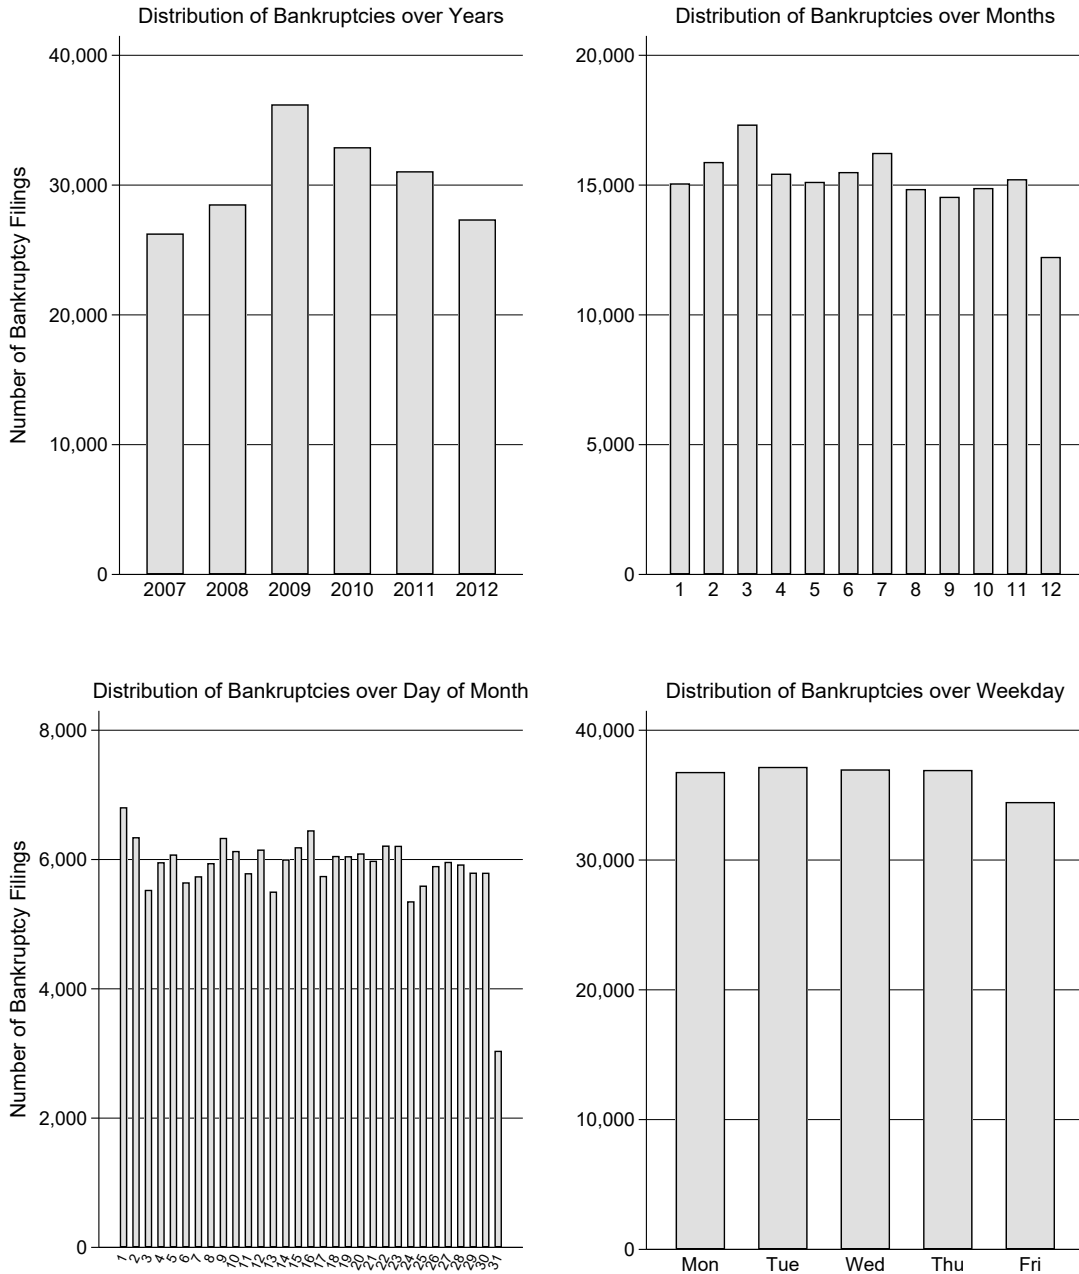 Distribution of Bankruptcies over Years
Number of Bankruptcy Filings
40,000
30,000
20,000
10,000
0
2007 2008 2009 2010 2011 2012
Distribution of Bankruptcies over Months
20,000
15,000
10,000
5,000
0
1 2 3 4 5 6 7 8 9 10 11 12
Distribution of Bankruptcies over Day of Month
Number of Bankruptcy Filings
8,000
6,000
4,000
2,000
0
1 2 3 4 5 6 7 8 9 10 11 12 13 14 15 16 17 18 19 20 21 22 23 24 25 26 27 28 29 30 31
Distribution of Bankruptcies over Weekday
40,000
30,000
20,000
10,000
0
Mon Tue Wed Thu Fri